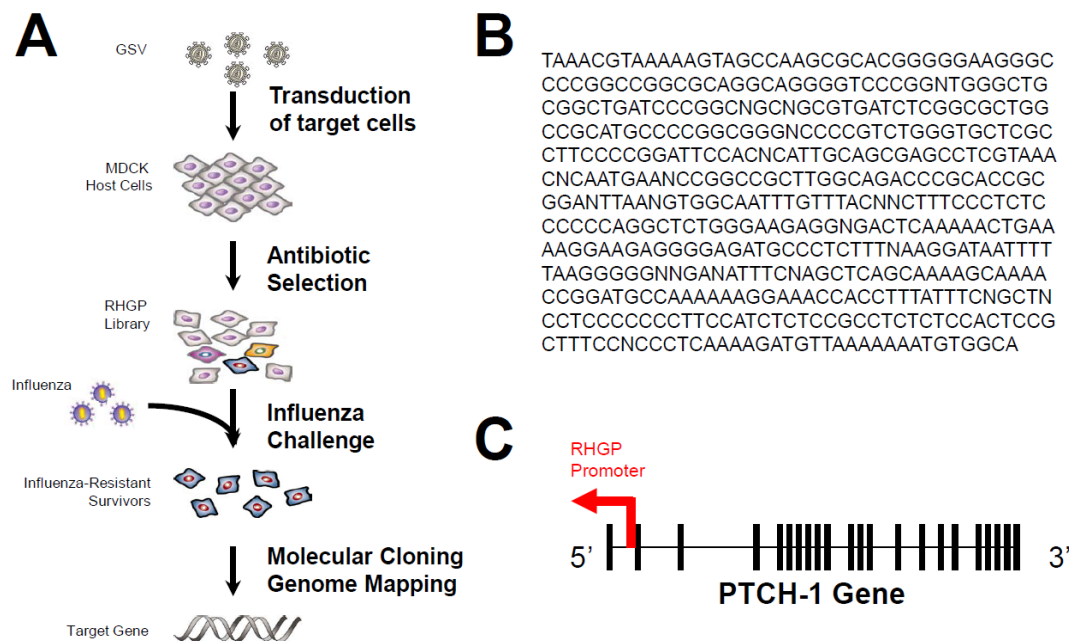 A
GSV
Transduction
of target cells
MDCK
Host Cells
Antibiotic
Selection
RHGP
Library
Influenza
Influenza
Challenge
Influenza-Resistant
Survivors
Molecular Cloning
Genome Mapping
Target Gene
B
TAAACGTAAAAAGTAGCCAAGCGCACGGGGGAAGGGC
CCCGGCCGGCGCAGGCAGGGGTCCCGGNTGGGCTG
CGGCTGATCCCGGCNGCNGCGTGATCTCGGCGCTGG
CCGCATGCCCCGGCGGGNCCCCGTCTGGGTGCTCGC
CTTCCCCGGATTCCACNCATTGCAGCGAGCCTCGTAAA
CNCAATGAANCCGGCCGCTTGGCAGACCCGCACCGC
GGANTTAANGTGGCAATTTGTTTACNNCTTTCCCTCTC
CCCCCAGGCTCTGGGAAGAGGNGACTCAAAAACTGAA
AAGGAAGAGGGGAGATGCCCTCTTTNAAGGATAATTTT
TAAGGGGGNNGANATTTCNAGCTCAGCAAAAGCAAAA
CCGGATGCCAAAAAAGGAAACCACCTTTATTTCNGCTN
CCTCCCCCCCTTCCATCTCTCCGCCTCTCTCCACTCCG
CTTTCCNCCCTCAAAAGATGTTAAAAAAATGTGGCA
C
RHGP
Promoter
5’ 3’
PTCH-1 Gene